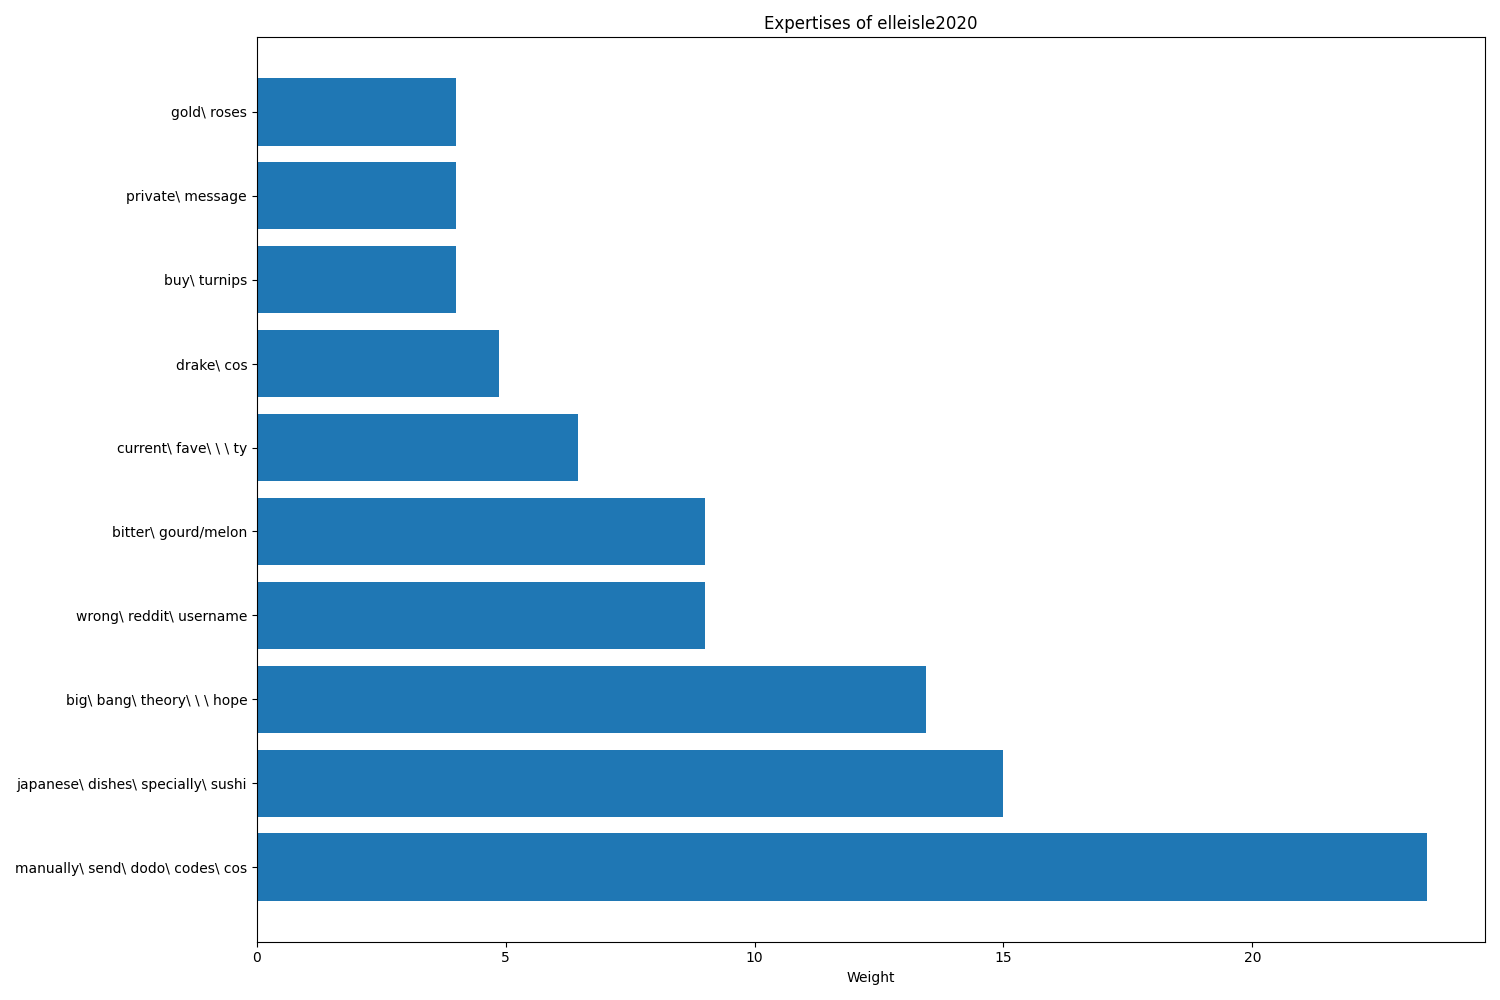 Expertises of elleisle2020
gold\ roses
private\ message
buy\ turnips
drake\ cos
current\ fave\ \ \ ty
bitter\ gourd/melon
wrong\ reddit\ username
big\ bang\ theory\ \ \ hope
japanese\ dishes\ specially\ sushi
manually\ send\ dodo\ codes\ cos
0 5 10 15 20
Weight